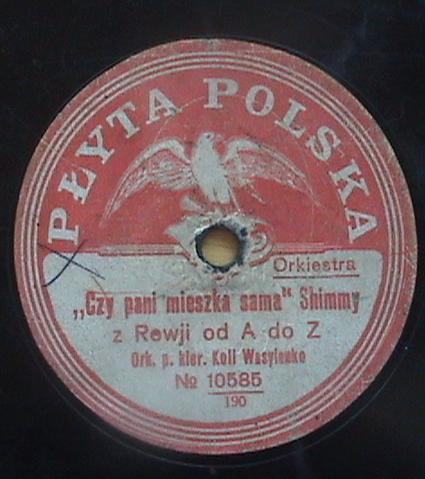 PŁYTA POLSKA
Orkiestra
„Czy pani mieszka sama" Shimmy
z Rewji od A do Z
Ork. p. kier. Koli Wasylenko
№ 10585
190